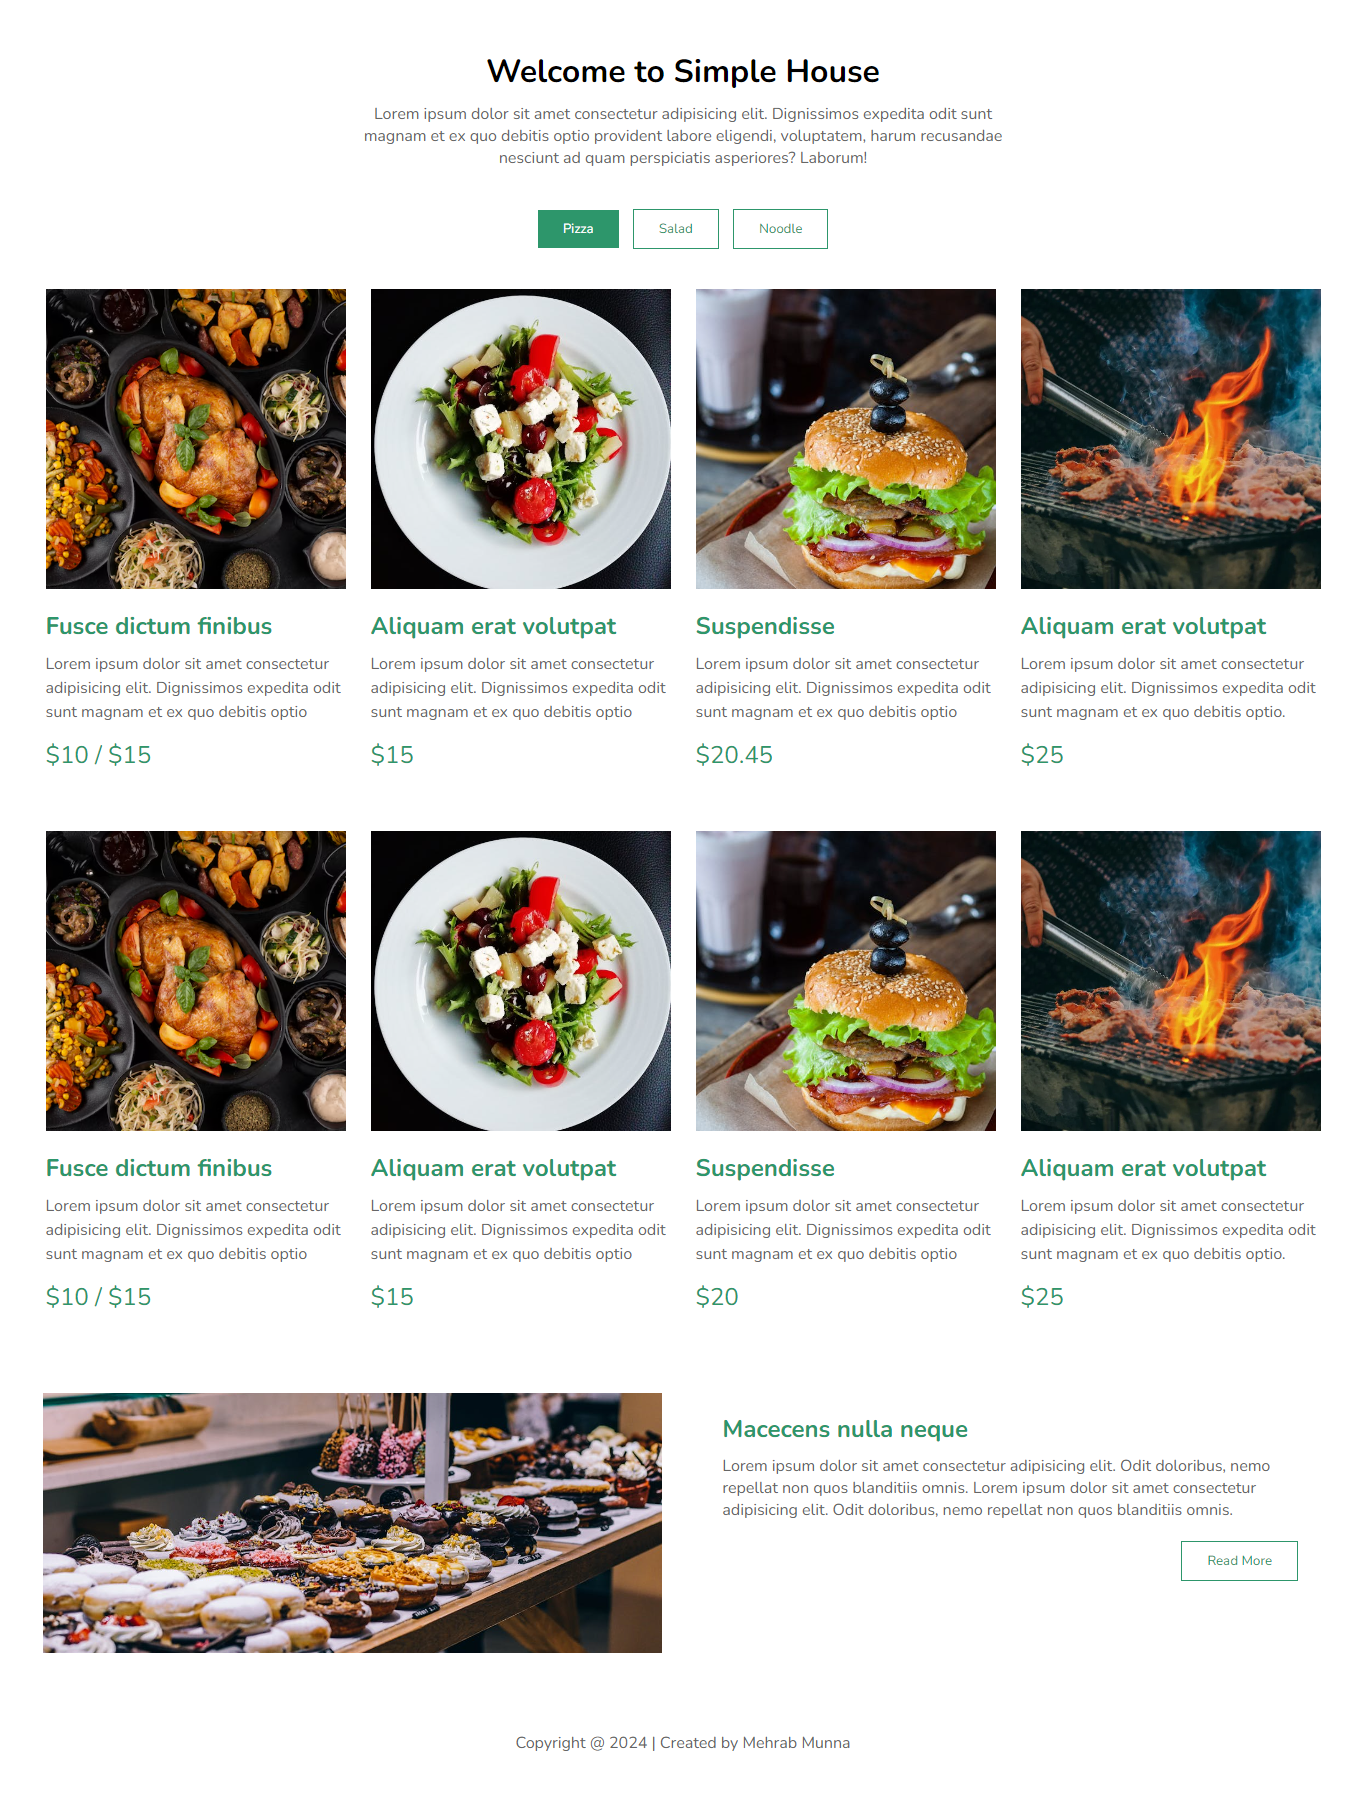 Welcome to Simple House
Lorem ipsum dolor sit amet consectetur adipisicing elit. Dignissimos expedita odit sunt
magnam et ex quo debitis optio provident labore eligendi, voluptatem, harum recusandae
nesciunt ad quam perspiciatis asperiores? Laborum!
Pizza
Salad
Noodle
Fusce dictum finibus
Lorem ipsum dolor sit amet consectetur
adipisicing elit. Dignissimos expedita odit
sunt magnam et ex quo debitis optio
$10 / $15
Aliquam erat volutpat
Lorem ipsum dolor sit amet consectetur
adipisicing elit. Dignissimos expedita odit
sunt magnam et ex quo debitis optio
$15
Suspendisse
Lorem ipsum dolor sit amet consectetur
adipisicing elit. Dignissimos expedita odit
sunt magnam et ex quo debitis optio
$20.45
Aliquam erat volutpat
Lorem ipsum dolor sit amet consectetur
adipisicing elit. Dignissimos expedita odit
sunt magnam et ex quo debitis optio.
$25
Fusce dictum finibus
Lorem ipsum dolor sit amet consectetur
adipisicing elit. Dignissimos expedita odit
sunt magnam et ex quo debitis optio
$10 / $15
Aliquam erat volutpat
Lorem ipsum dolor sit amet consectetur
adipisicing elit. Dignissimos expedita odit
sunt magnam et ex quo debitis optio
$15
Suspendisse
Lorem ipsum dolor sit amet consectetur
adipisicing elit. Dignissimos expedita odit
sunt magnam et ex quo debitis optio
$20
Aliquam erat volutpat
Lorem ipsum dolor sit amet consectetur
adipisicing elit. Dignissimos expedita odit
sunt magnam et ex quo debitis optio.
$25
Macecens nulla neque
Lorem ipsum dolor sit amet consectetur adipisicing elit. Odit doloribus, nemo
repellat non quos blanditiis omnis. Lorem ipsum dolor sit amet consectetur
adipisicing elit. Odit doloribus, nemo repellat non quos blanditiis omnis.
Read More
Copyright @ 2024 | Created by Mehrab Munna